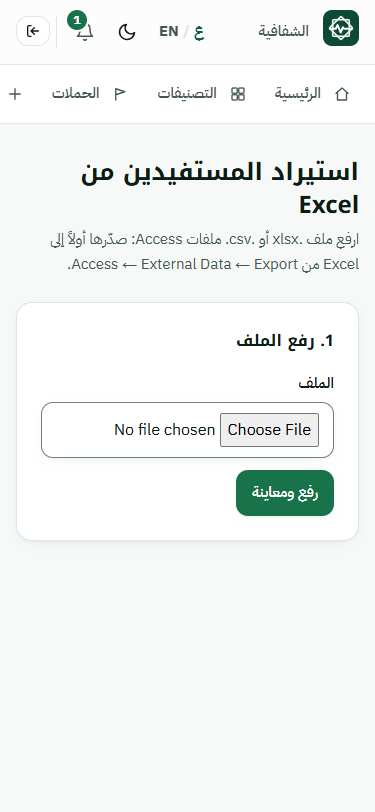 الشفافية
ع / EN
1
الرئيسية
التصنيفات
الحملات
استيراد المستفيدين من
Excel
ارفع ملف .xlsx أو .csv. ملفات Access: صدّرها أولاً إلى
Excel من Access ← External Data ← Export.
1. رفع الملف
الملف
Choose File No file chosen
رفع ومعاينة